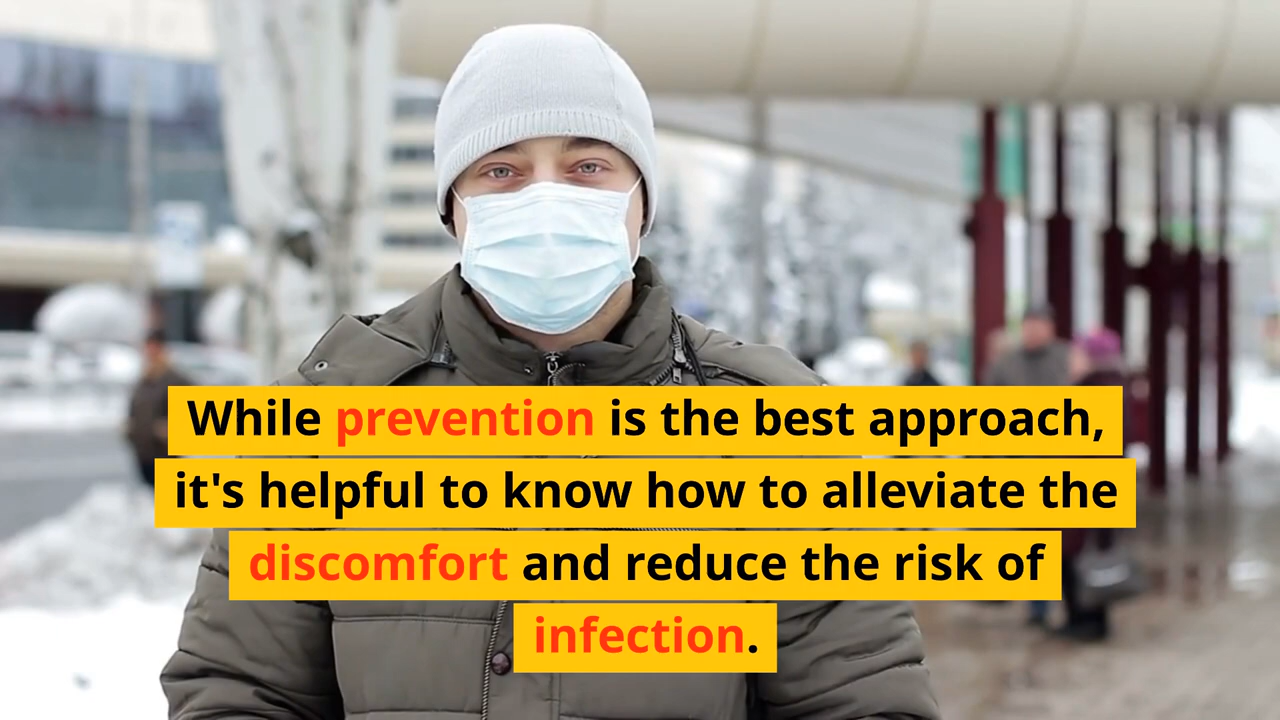 While prevention is the best approach,
it's helpful to know how to alleviate the
discomfort and reduce the risk of
infection.